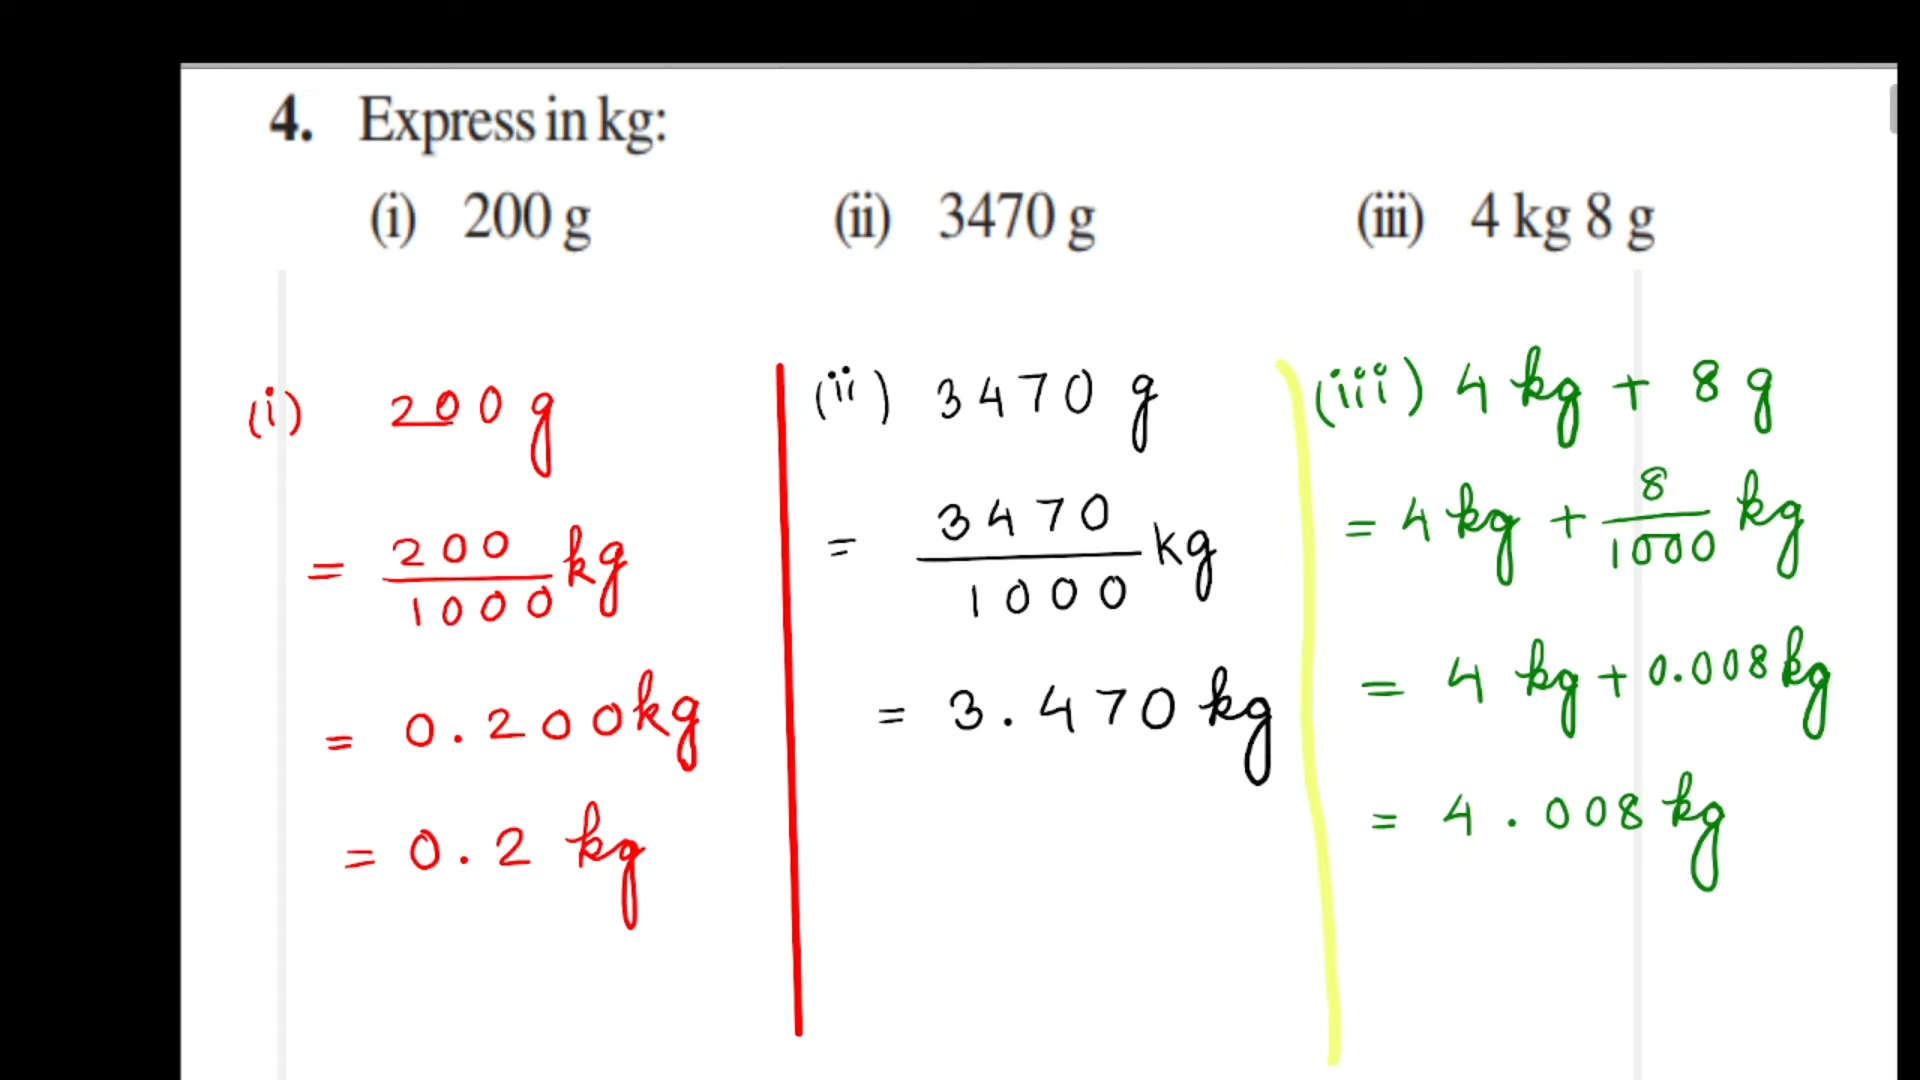 4. Express in kg:
(i) 200 g (ii) 3470 g (iii) 4 kg 8 g
(i) 200 g
= 200/1000 kg
= 0.200 kg
= 0.2 kg
(ii) 3470 g
= 3470/1000 kg
= 3.470 kg
(iii) 4 kg + 8 g
= 4 kg + 8/1000 kg
= 4 kg + 0.008 kg
= 4.008 kg